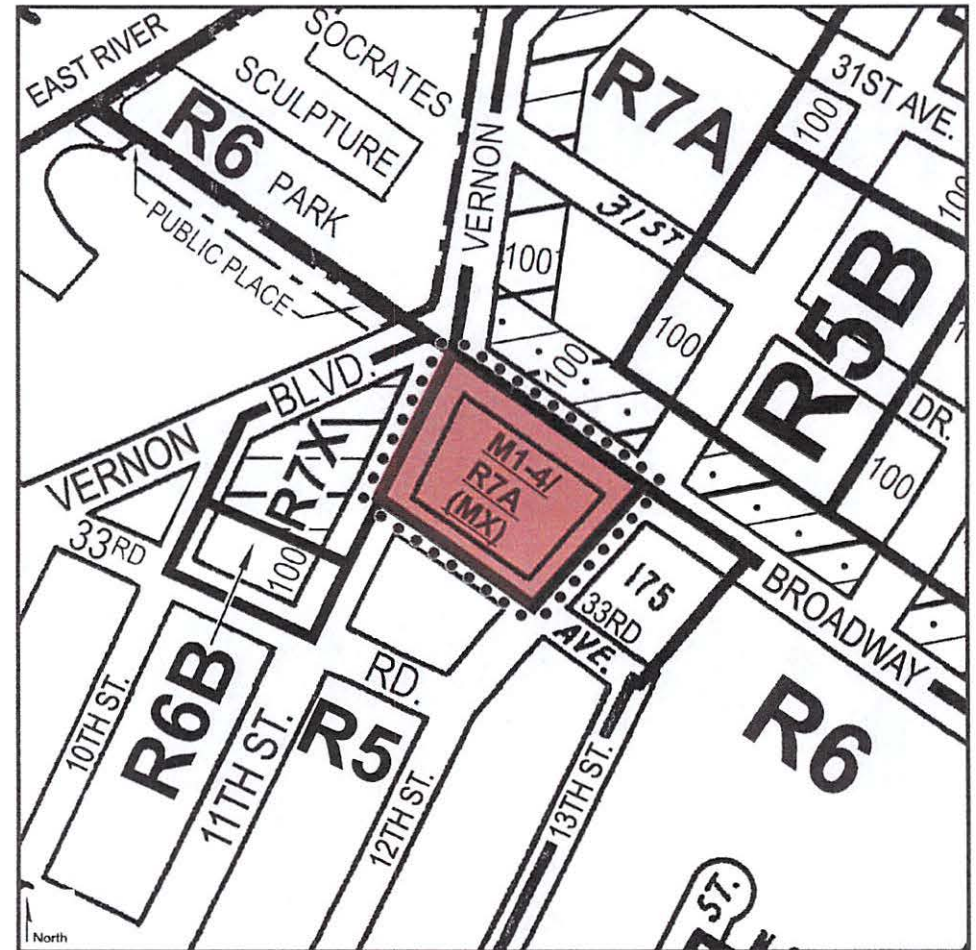 EAST RIVER
SOCRATES
SCULPTURE
PARK
R6
PUBLIC PLACE
VERNON
R7A
31ST AVE.
100
100
31ST
100
100
100
R5B
DR.
100
VERNON
BLVD.
R7X
100
33RD
M1-4/
R7A
(MX)
175
33RD
AVE.
BROADWAY
R6B
10TH ST.
11TH ST.
RD.
R5
12TH ST.
13TH ST.
R6
ST.
North